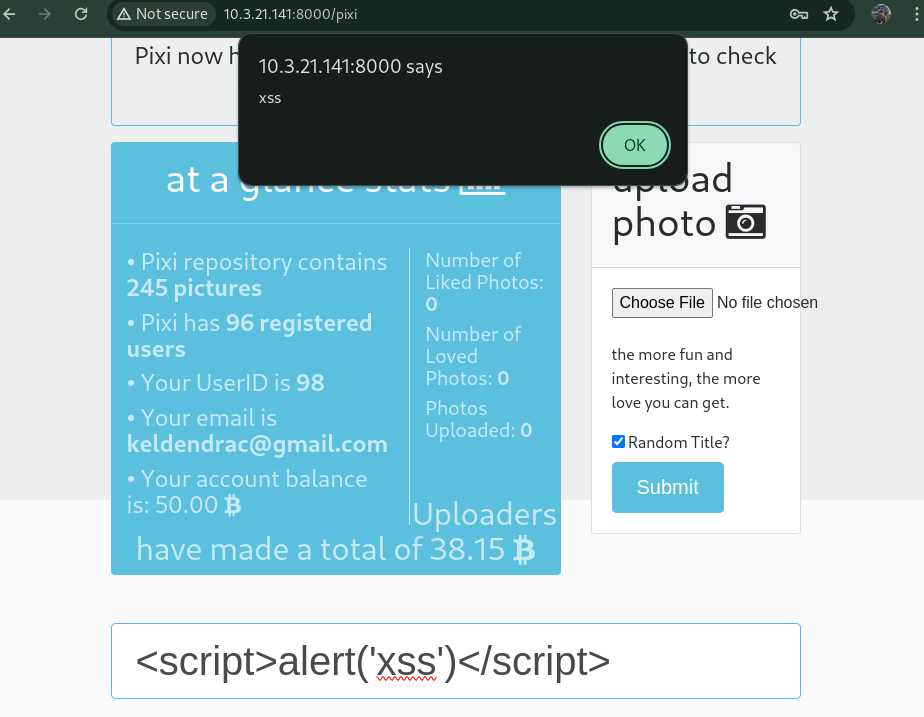 Not secure 10.3.21.141:8000/pixi
Pixi now h
to check
10.3.21.141:8000 says
xss
OK
at a glance stats
• Pixi repository contains
245 pictures
• Pixi has 96 registered
users
• Your UserID is 98
• Your email is
keldendrac@gmail.com
• Your account balance
is: 50.00 ₿
Number of
Liked Photos:
0
Number of
Loved
Photos: 0
Photos
Uploaded: 0
Uploaders
have made a total of 38.15 ₿
upload
photo
Choose File No file chosen
the more fun and
interesting, the more
love you can get.
Random Title?
Submit
<script>alert('xss')</script>